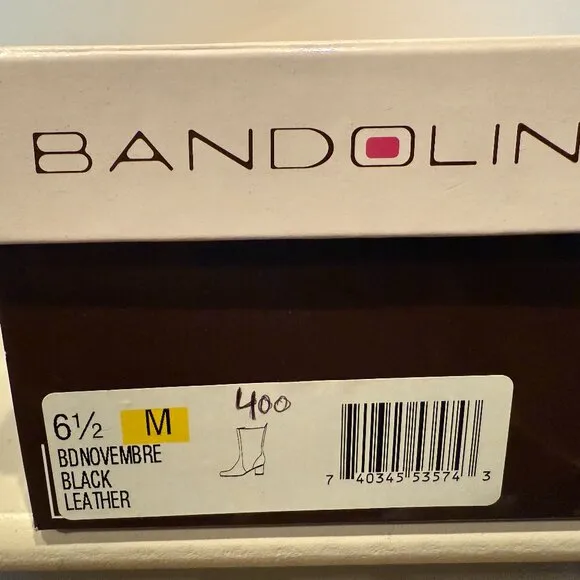 BANDOLIN
400
6½ M
BDNOVEMBRE
BLACK
LEATHER
7 40345 53574 3